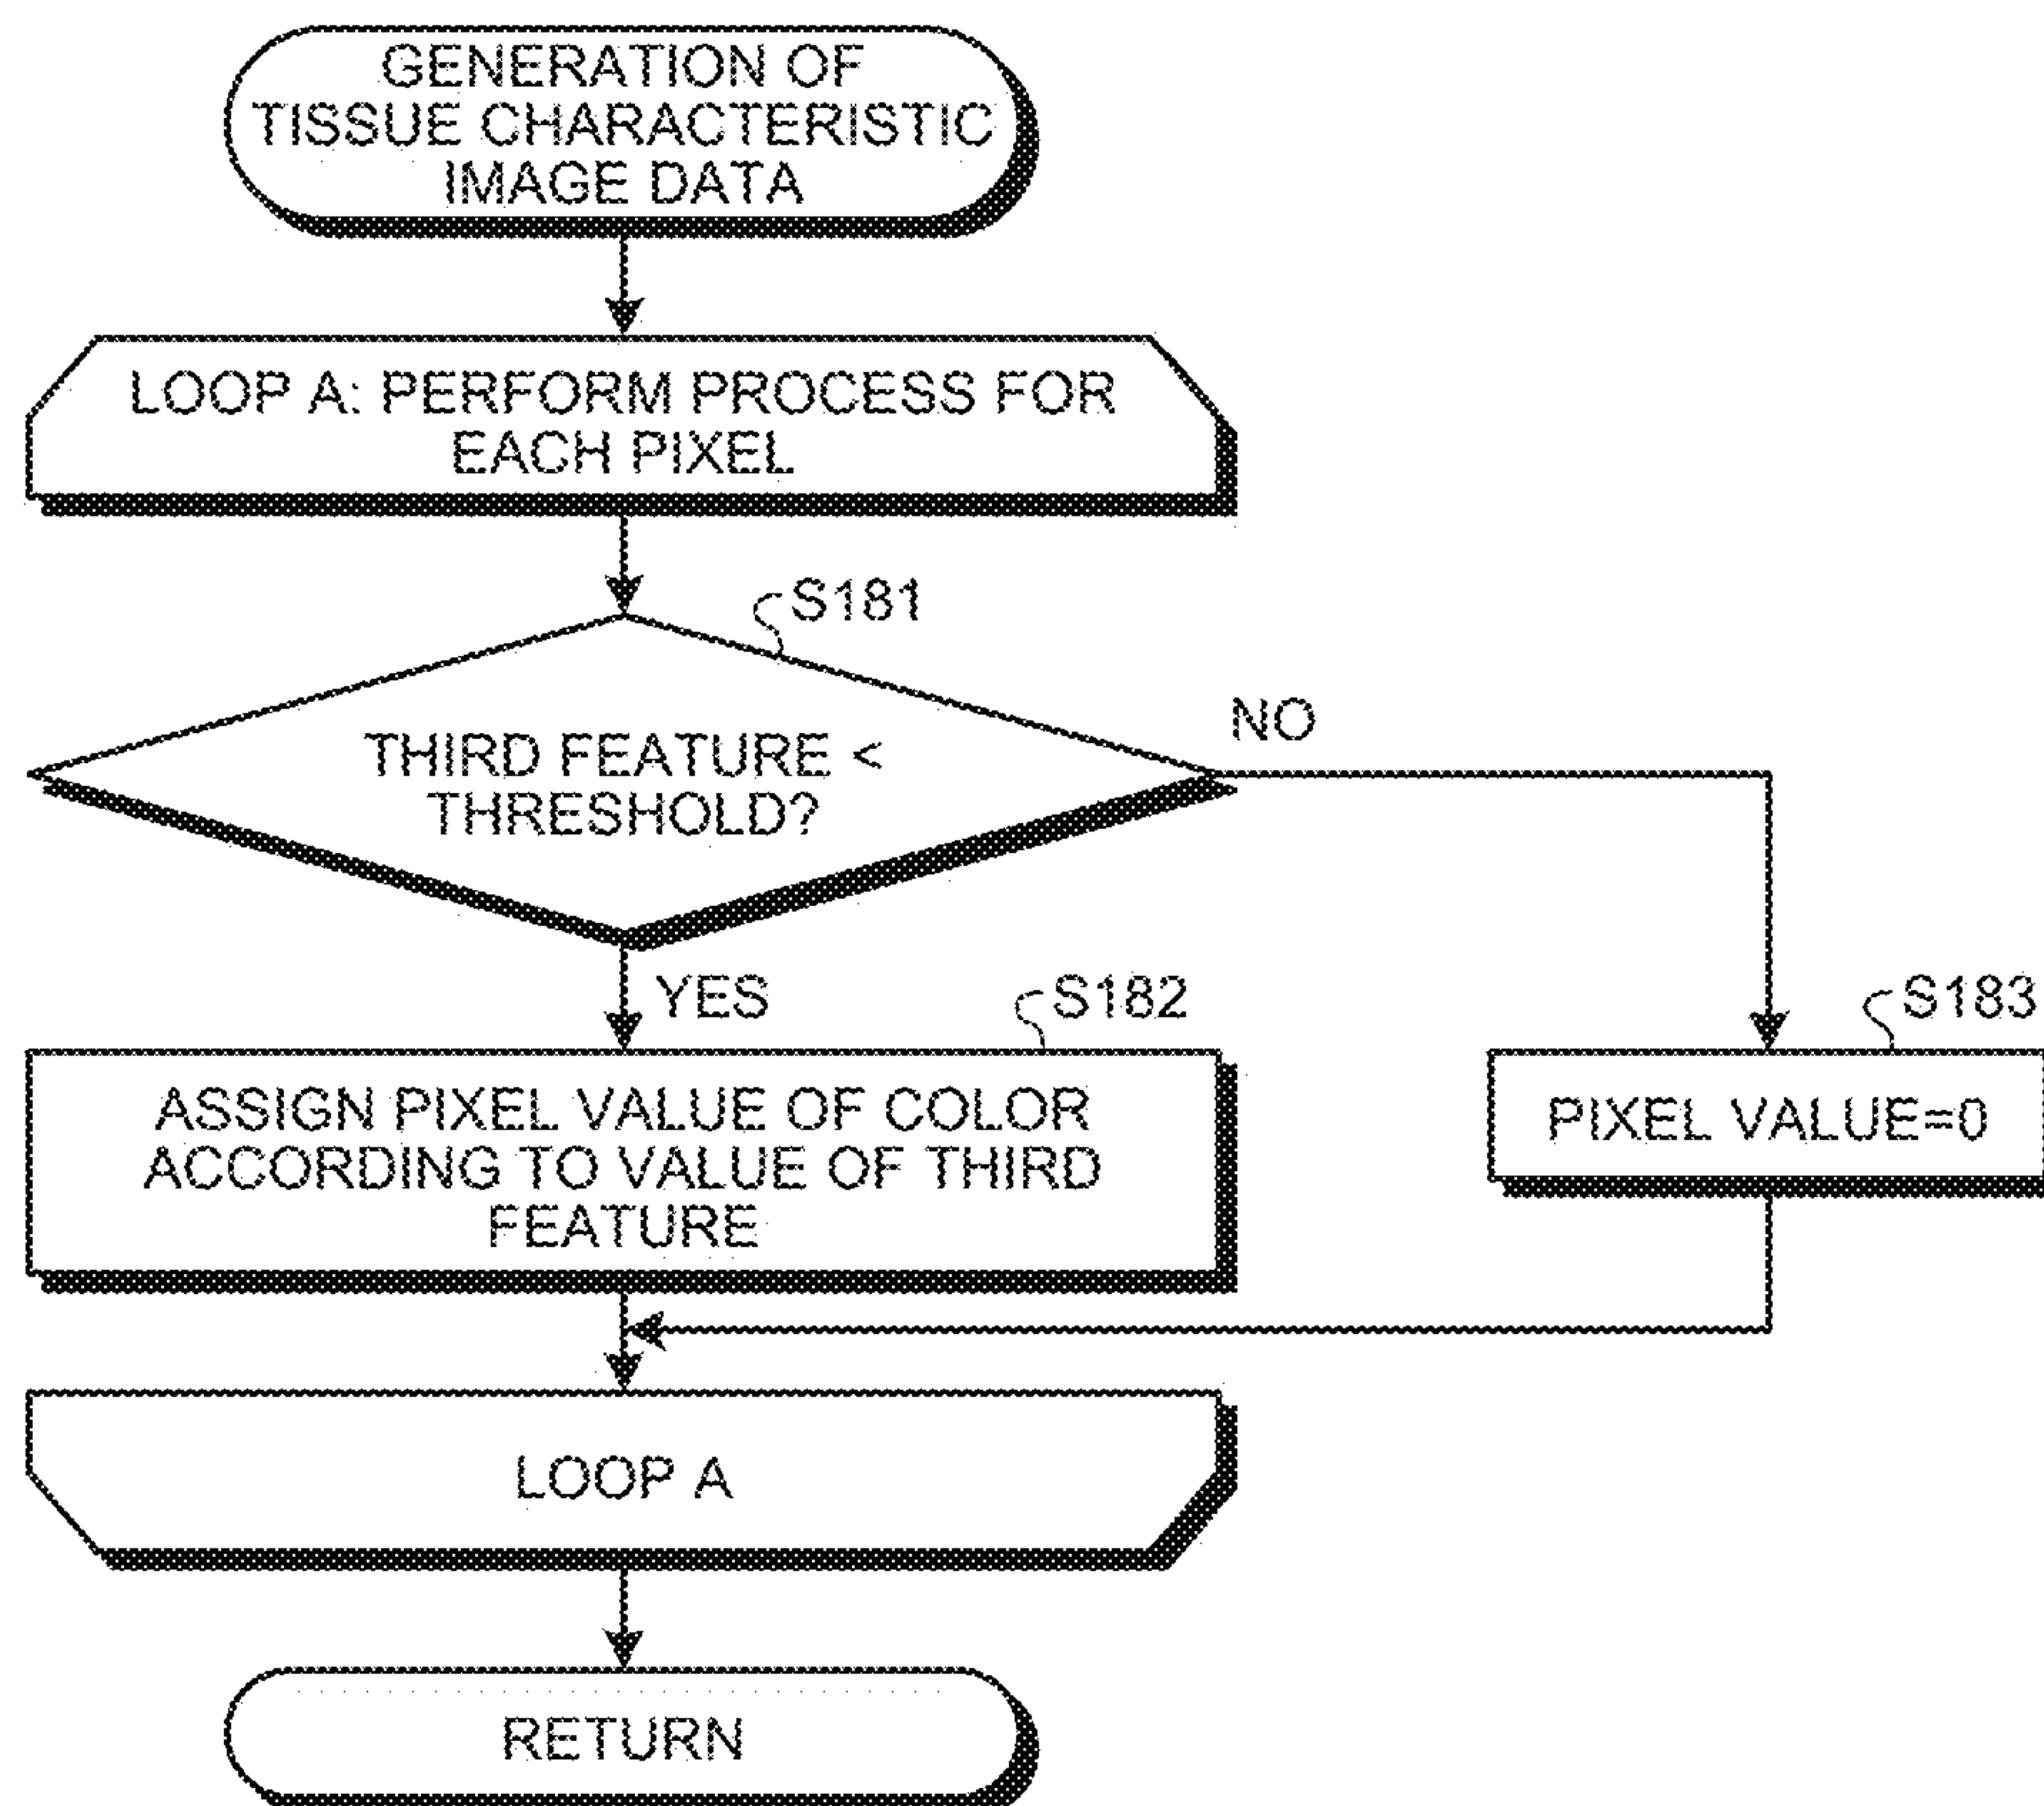 GENERATION OF
TISSUE CHARACTERISTIC
IMAGE DATA
LOOP A: PERFORM PROCESS FOR
EACH PIXEL
S181
THIRD FEATURE <
THRESHOLD?
NO
YES
S182
S183
ASSIGN PIXEL VALUE OF COLOR
ACCORDING TO VALUE OF THIRD
FEATURE
PIXEL VALUE=0
LOOP A
RETURN